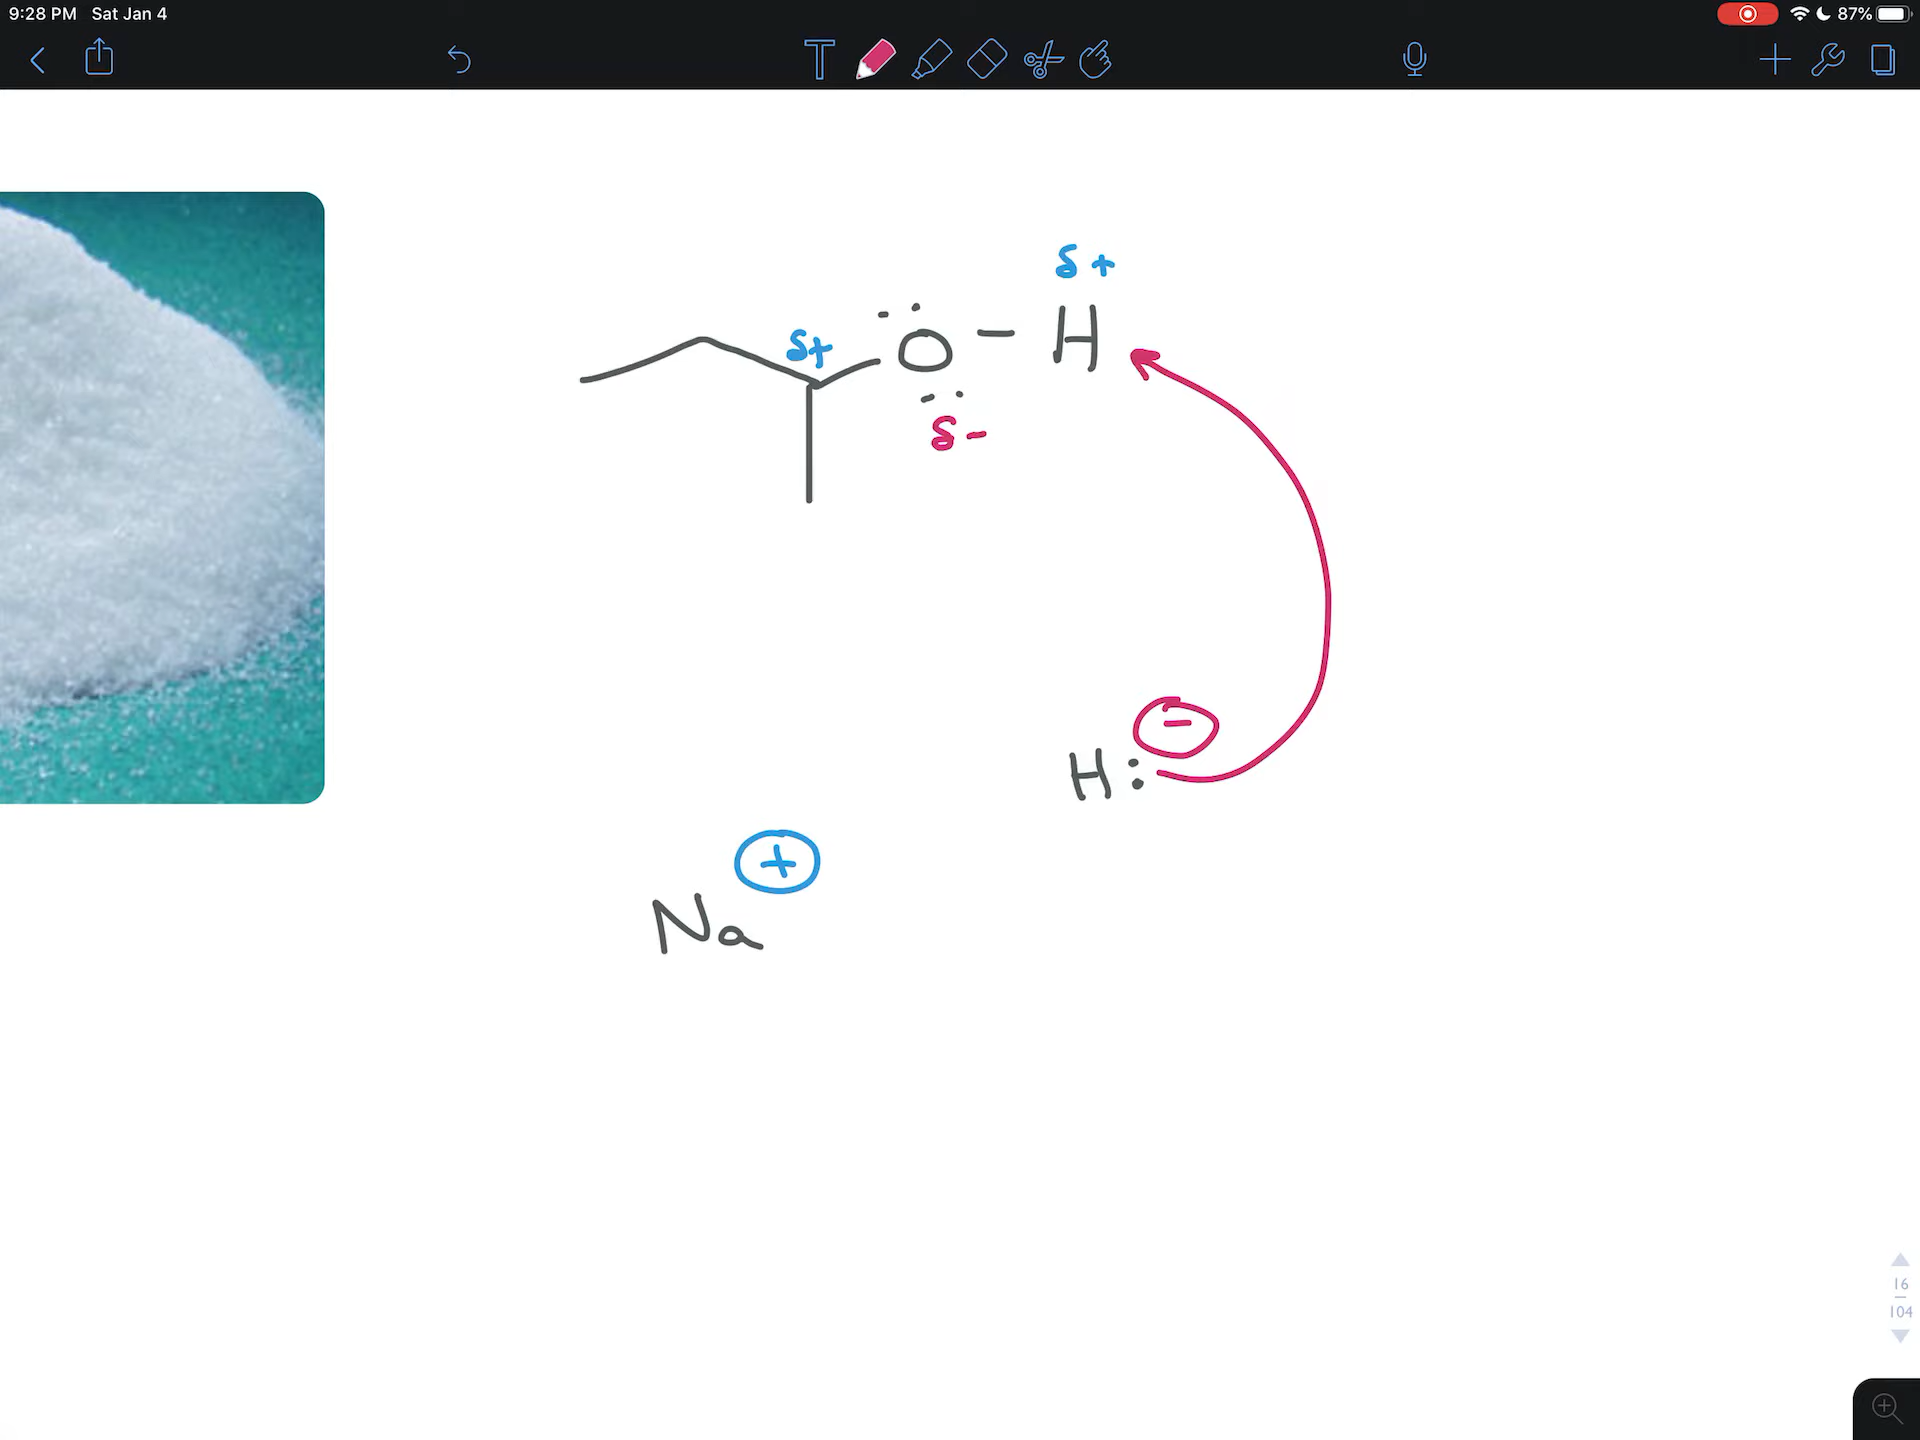 9:28 PM Sat Jan 4
87%
T
δ+
δ+
O – H
δ-
-
H:
+
Na
16
104